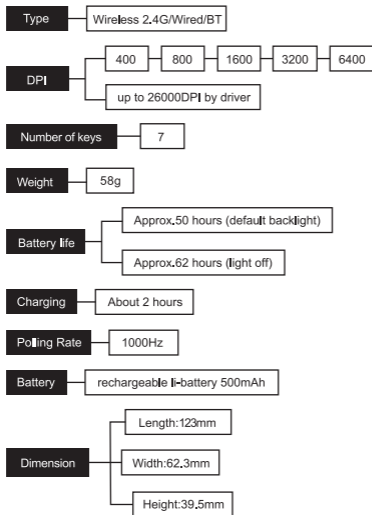 Type Wireless 2.4G/Wired/BT
DPI
400 800 1600 3200 6400
up to 26000DPI by driver
Number of keys 7
Weight 58g
Battery life
Approx.50 hours (default backlight)
Approx.62 hours (light off)
Charging About 2 hours
Polling Rate 1000Hz
Battery rechargeable li-battery 500mAh
Dimension
Length:123mm
Width:62.3mm
Height:39.5mm